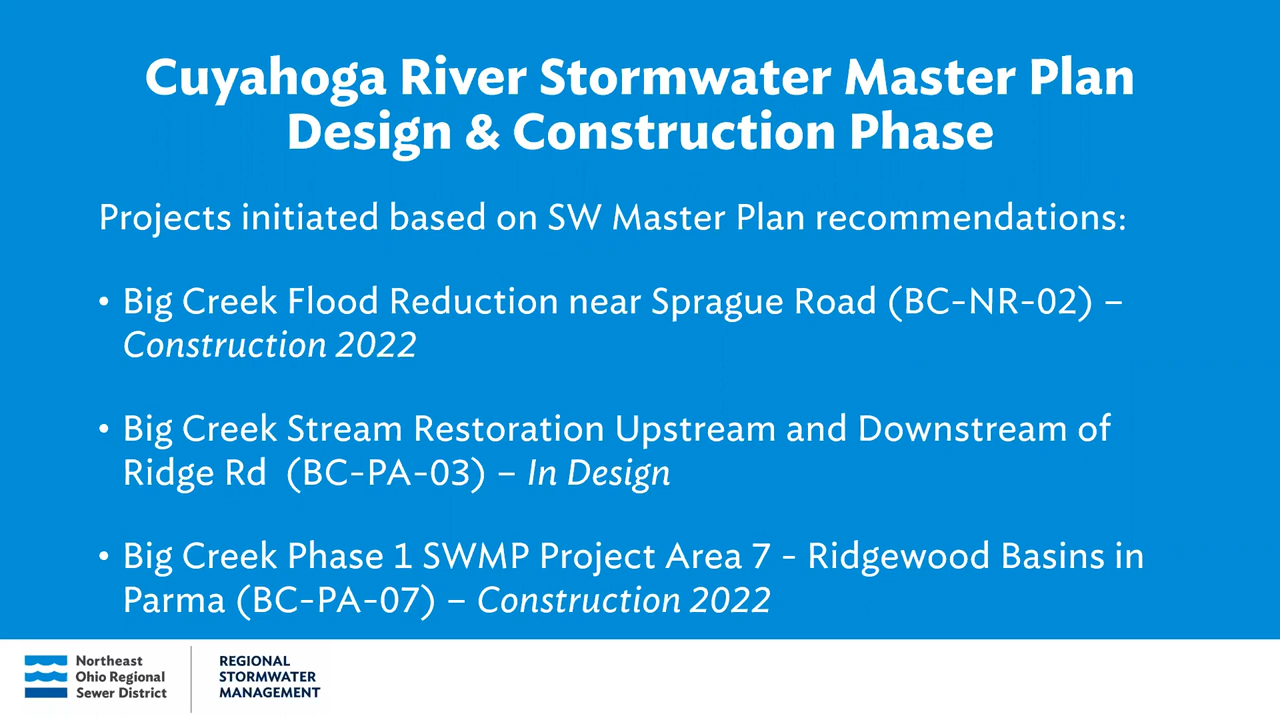 Cuyahoga River Stormwater Master Plan
Design & Construction Phase
Projects initiated based on SW Master Plan recommendations:
• Big Creek Flood Reduction near Sprague Road (BC-NR-02) –
Construction 2022
• Big Creek Stream Restoration Upstream and Downstream of
Ridge Rd (BC-PA-03) – In Design
• Big Creek Phase 1 SWMP Project Area 7 - Ridgewood Basins in
Parma (BC-PA-07) – Construction 2022
Northeast
Ohio Regional
Sewer District
REGIONAL
STORMWATER
MANAGEMENT